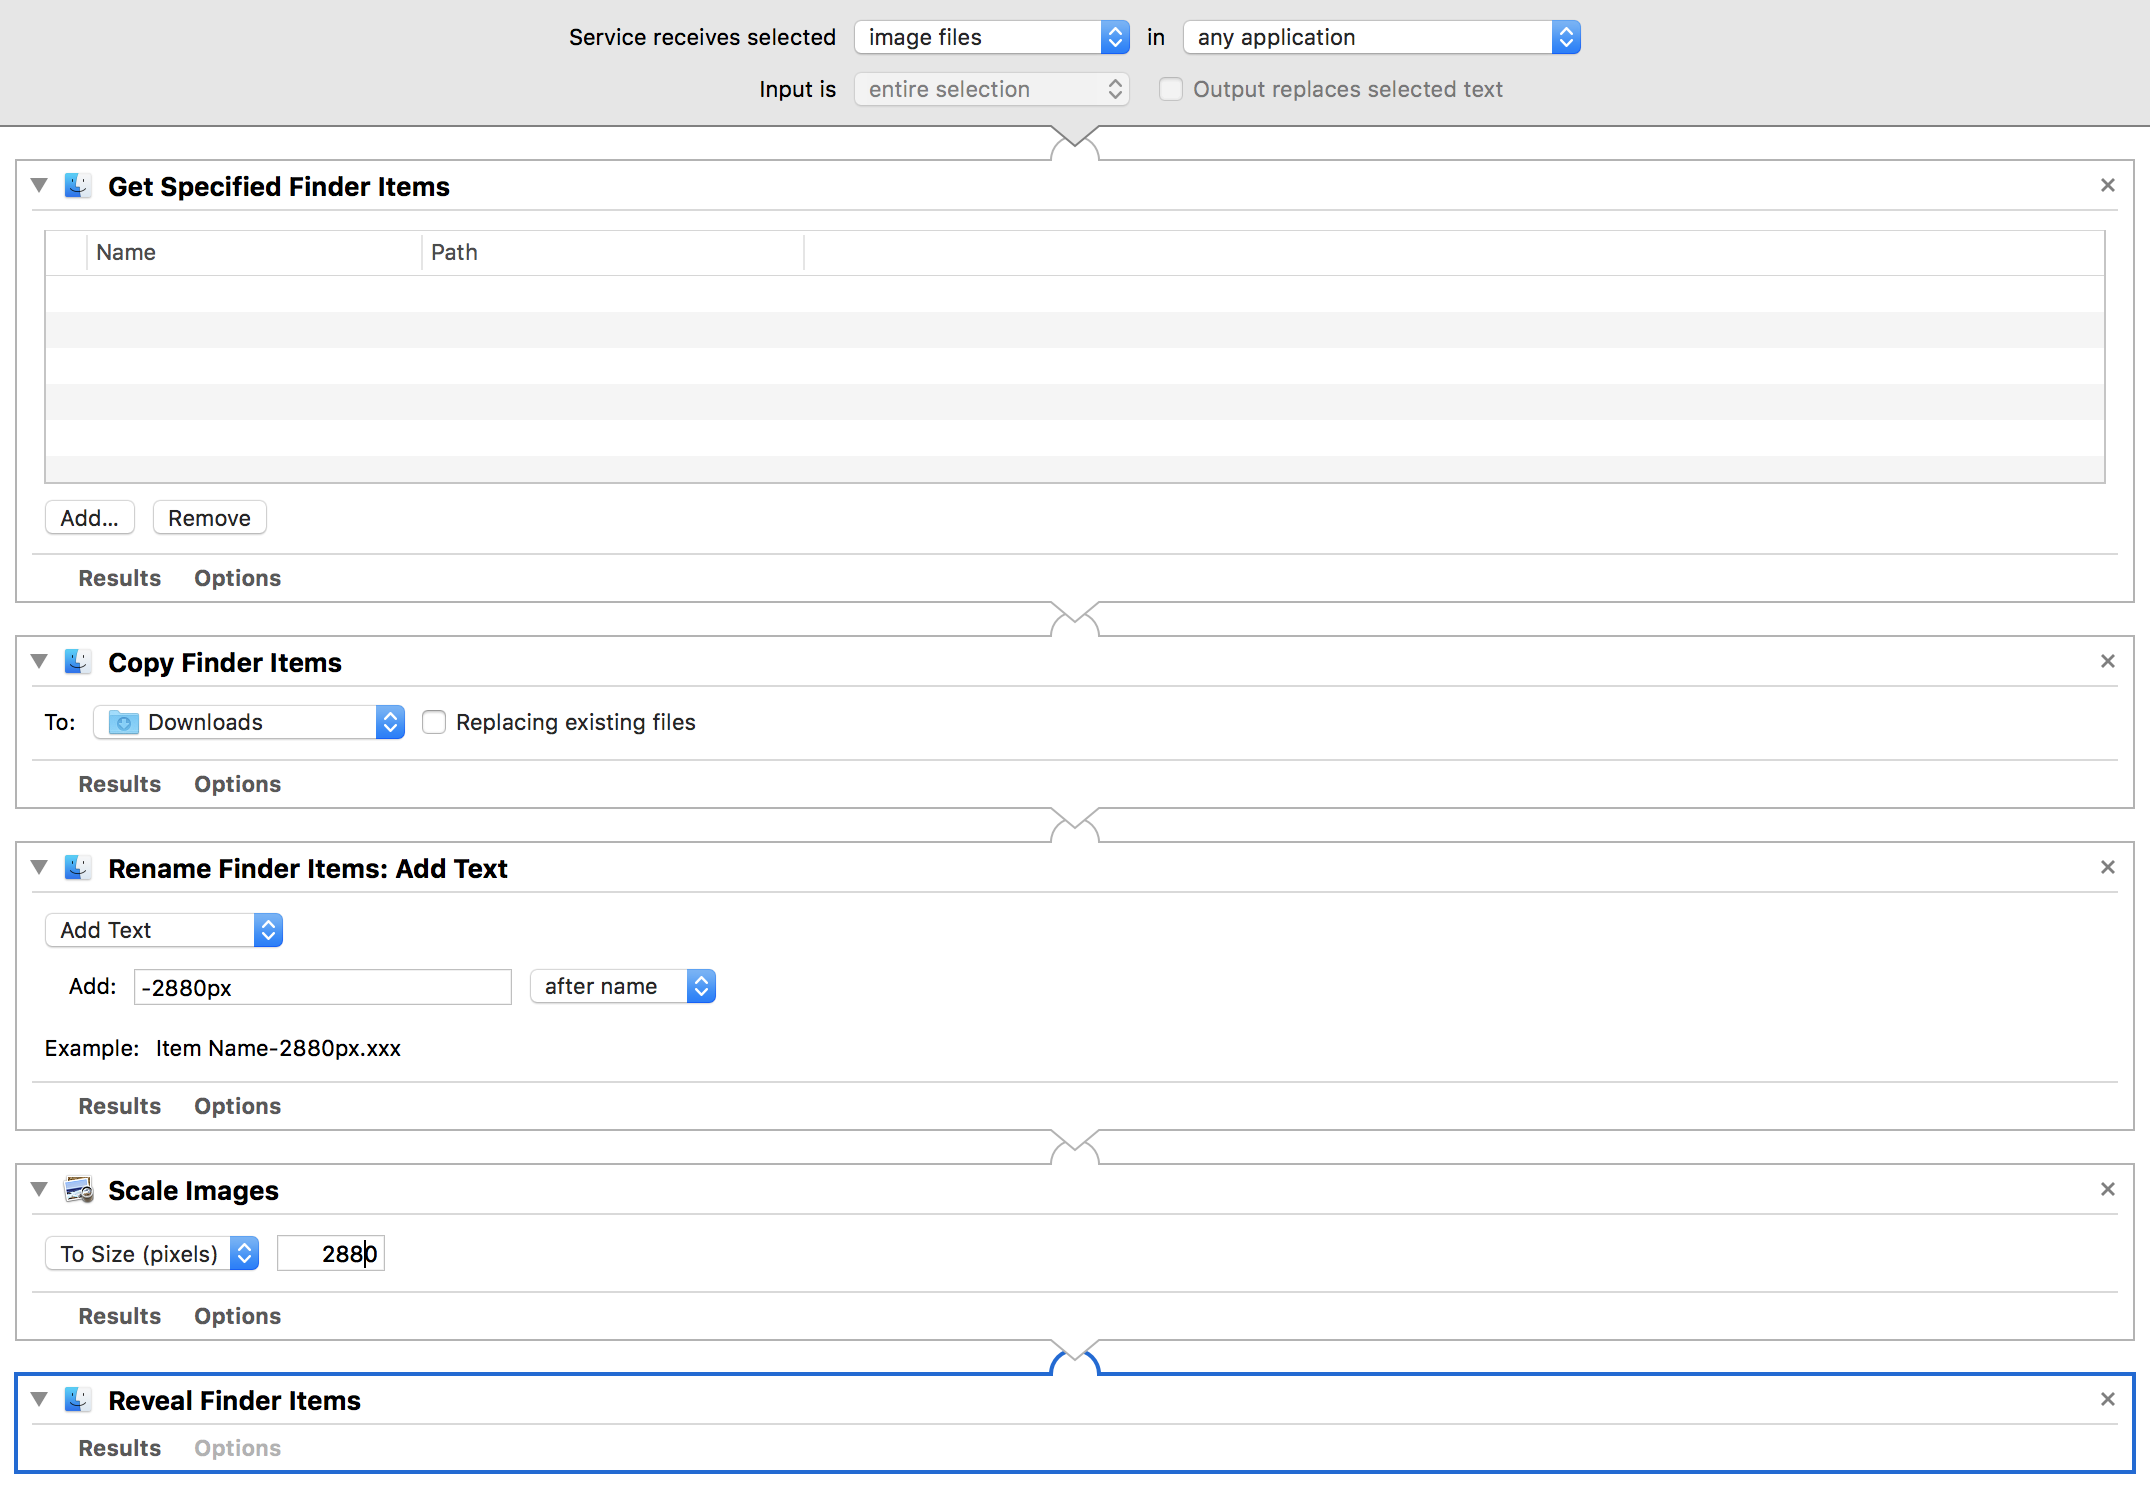 Service receives selected image files in any application
Input is entire selection Output replaces selected text
Get Specified Finder Items
Name Path
Add... Remove
Results Options
Copy Finder Items
To: Downloads Replacing existing files
Results Options
Rename Finder Items: Add Text
Add Text
Add: -2880px after name
Example: Item Name-2880px.xxx
Results Options
Scale Images
To Size (pixels) 2880
Results Options
Reveal Finder Items
Results Options